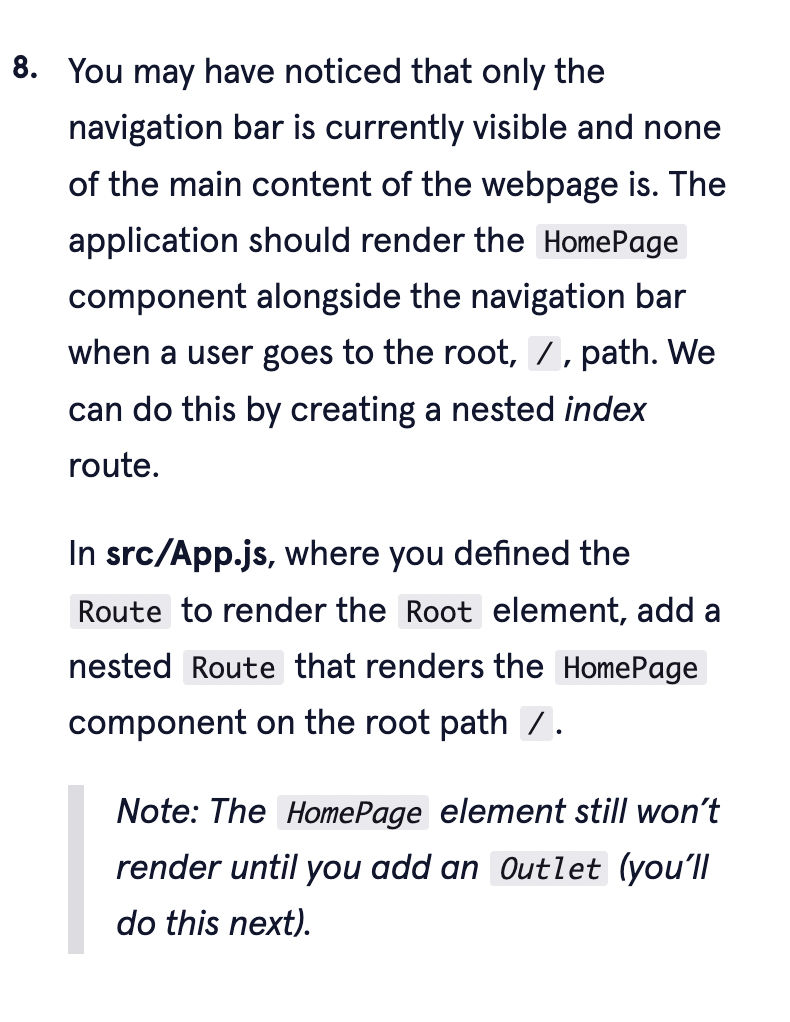 8. You may have noticed that only the
navigation bar is currently visible and none
of the main content of the webpage is. The
application should render the HomePage
component alongside the navigation bar
when a user goes to the root, /, path. We
can do this by creating a nested index
route.
In src/App.js, where you defined the
Route to render the Root element, add a
nested Route that renders the HomePage
component on the root path /.
Note: The HomePage element still won’t
render until you add an Outlet (you’ll
do this next).